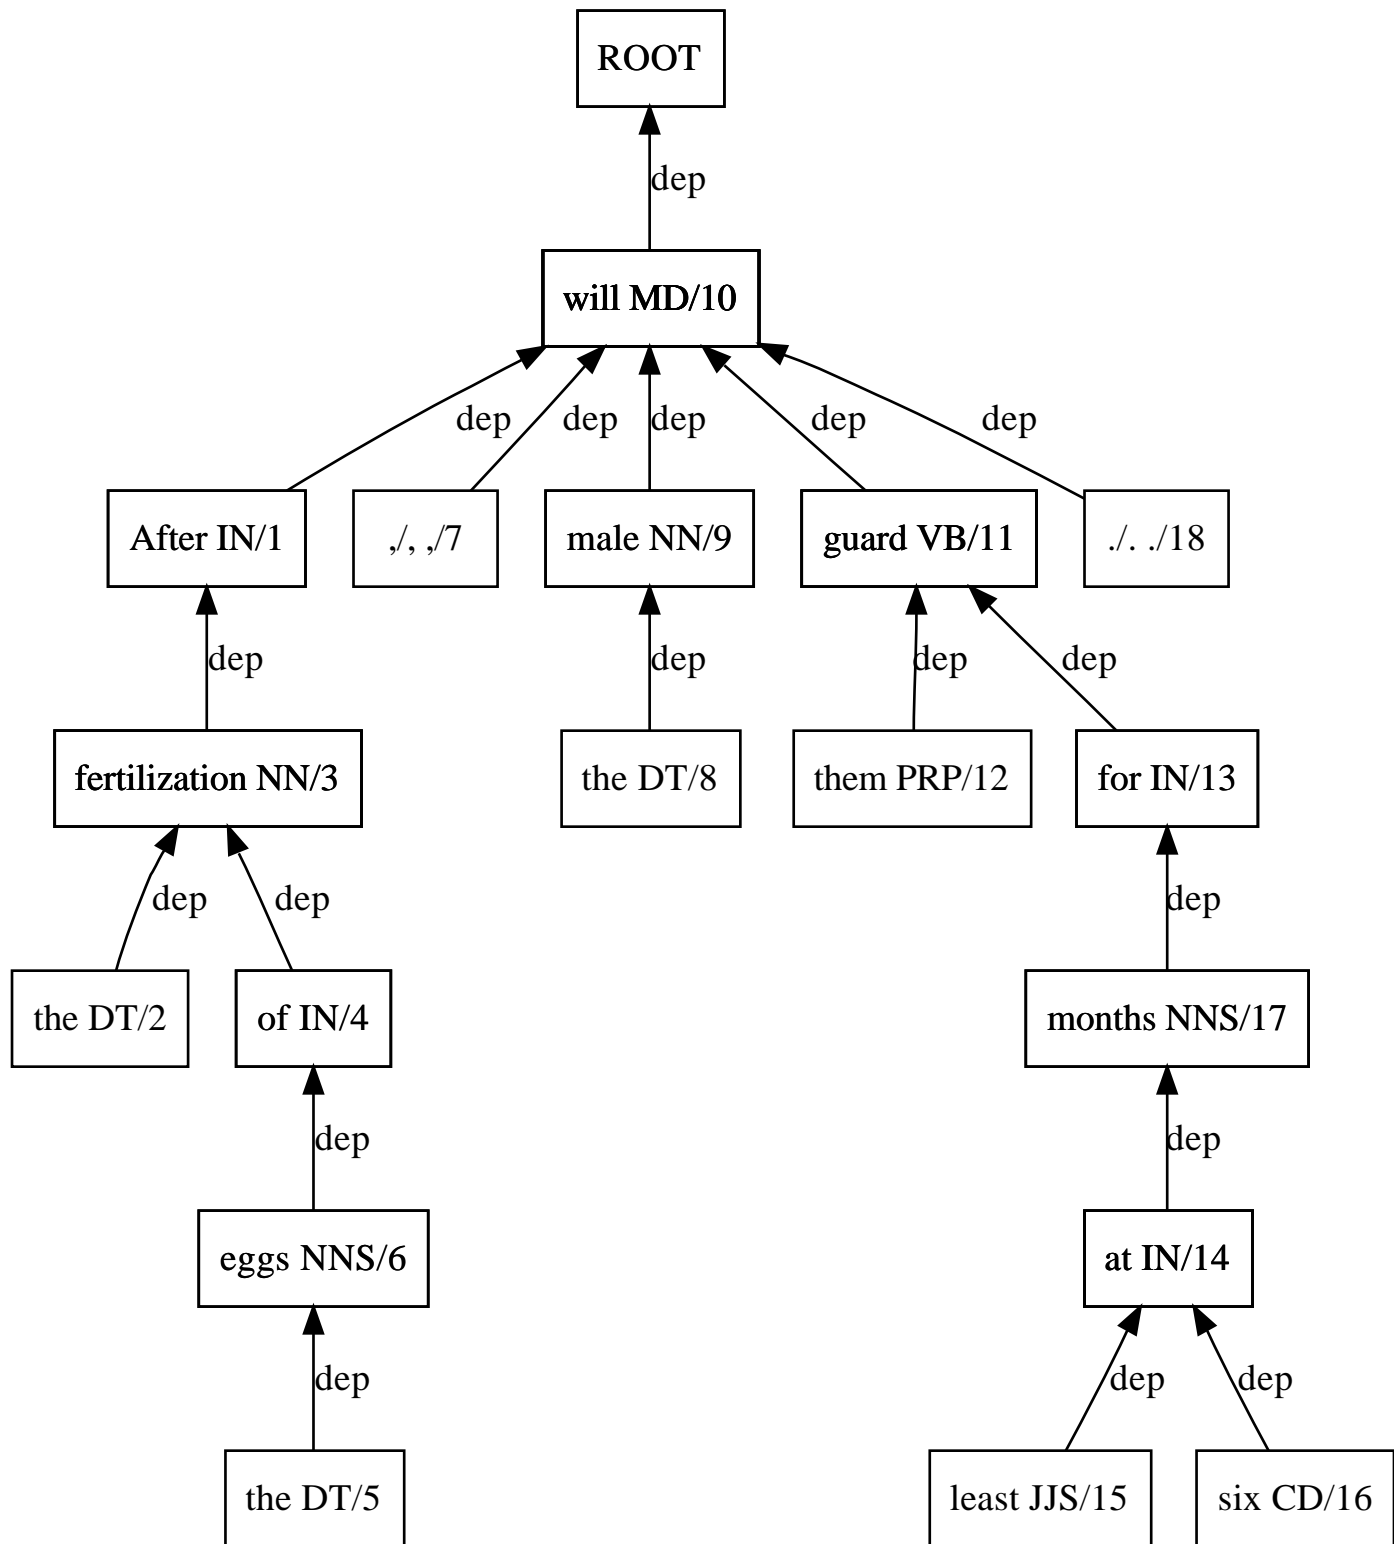 ROOT
dep
will MD/10
dep dep dep dep dep
After IN/1 ,/, ,/7 male NN/9 guard VB/11 ./. ./18
dep dep dep dep
fertilization NN/3 the DT/8 them PRP/12 for IN/13
dep dep dep
the DT/2 of IN/4 months NNS/17
dep dep
eggs NNS/6 at IN/14
dep dep dep
the DT/5 least JJS/15 six CD/16